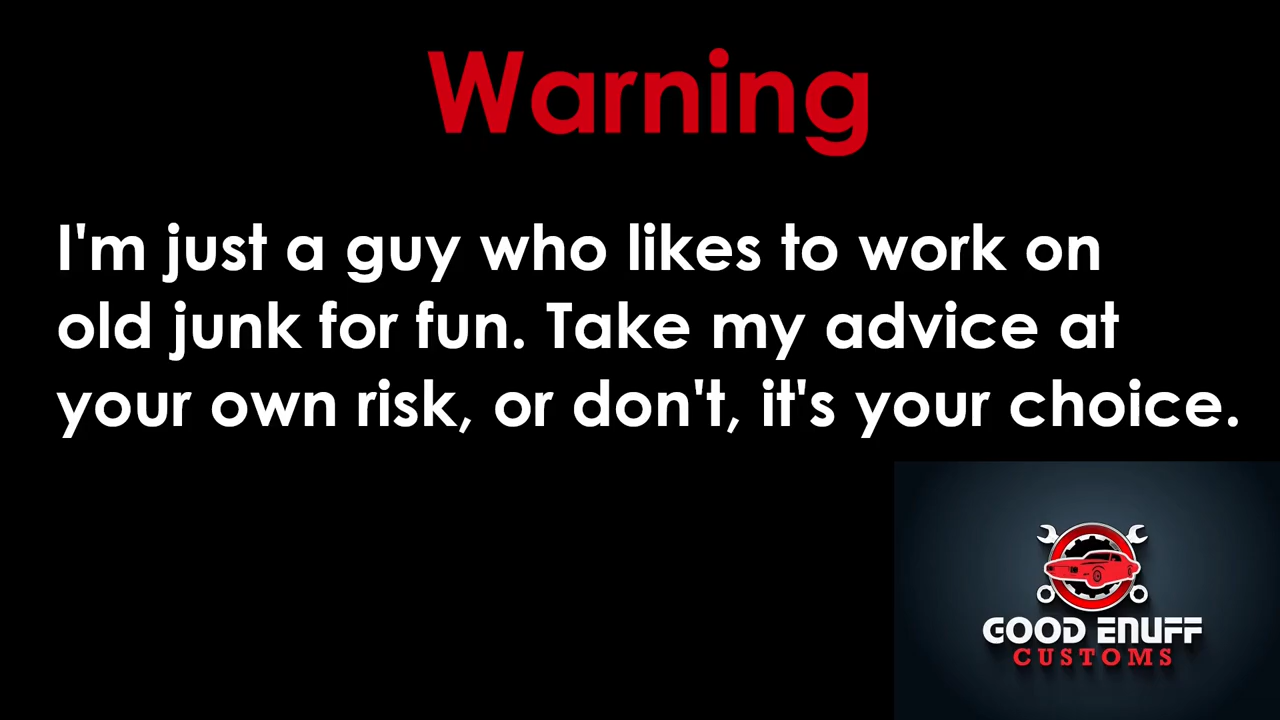 Warning
I'm just a guy who likes to work on
old junk for fun. Take my advice at
your own risk, or don't, it's your choice.
GOOD ENUFF
CUSTOMS